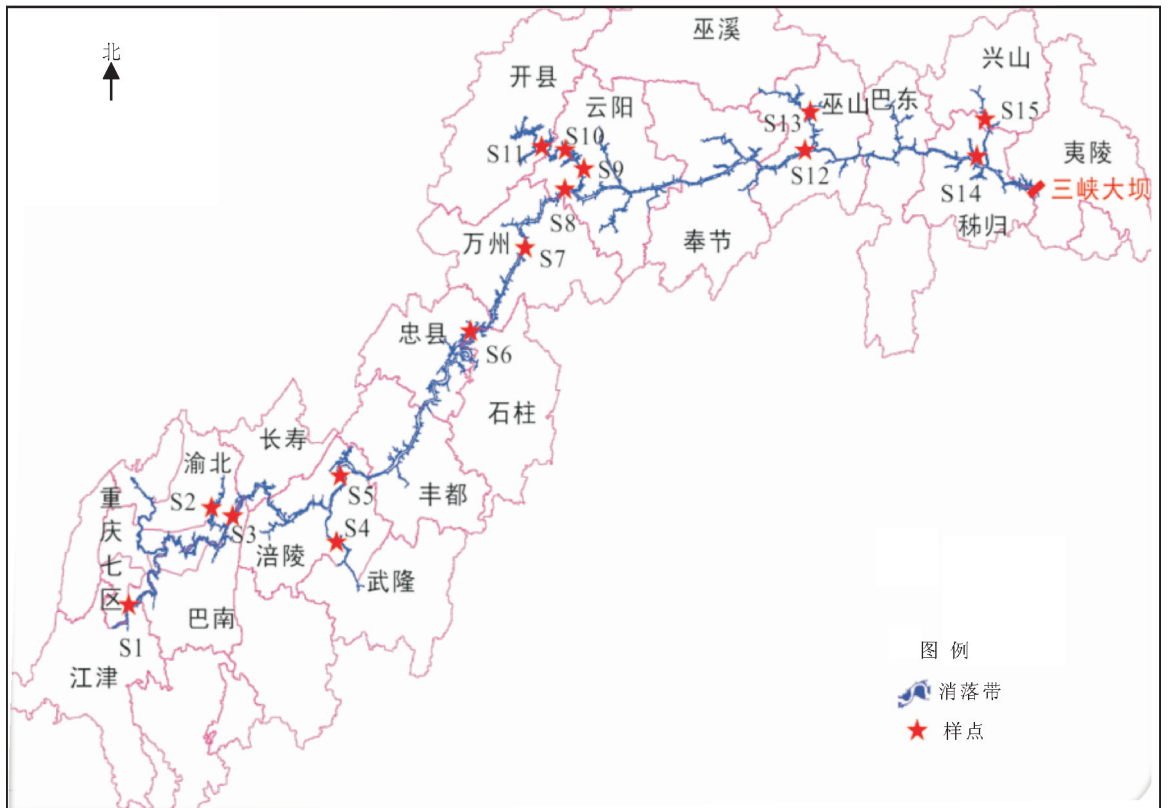 北
巫溪
兴山
开县
云阳
巫山
巴东
S15
S13
S10
S11
夷陵
S9
S12
三峡大坝
S14
S8
秭归
万州
奉节
S7
忠县
S6
石柱
长寿
渝北
重庆七区
S2
S5
丰都
S3
S4
涪陵
武隆
巴南
S1
江津
图 例
消落带
样点